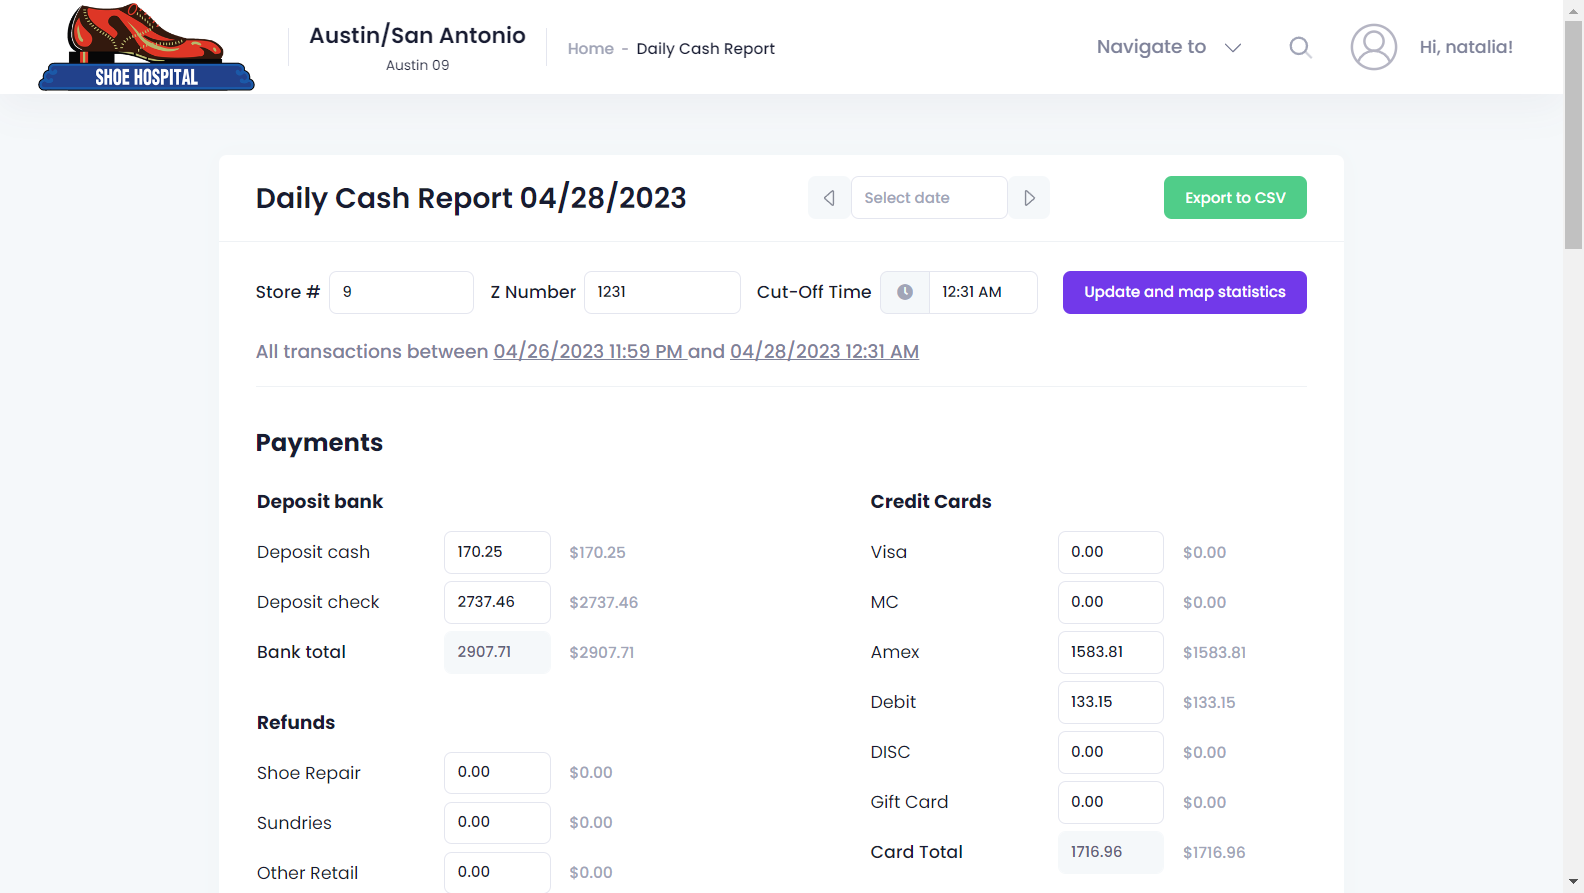 SHOE HOSPITAL
Austin/San Antonio
Austin 09
Home - Daily Cash Report
Navigate to
Hi, natalia!
Daily Cash Report 04/28/2023
Select date
Export to CSV
Store # 9 Z Number 1231 Cut-Off Time 12:31 AM
Update and map statistics
All transactions between 04/26/2023 11:59 PM and 04/28/2023 12:31 AM
Payments
Deposit bank
Deposit cash 170.25 $170.25
Deposit check 2737.46 $2737.46
Bank total 2907.71 $2907.71
Refunds
Shoe Repair 0.00 $0.00
Sundries 0.00 $0.00
Other Retail 0.00 $0.00
Credit Cards
Visa 0.00 $0.00
MC 0.00 $0.00
Amex 1583.81 $1583.81
Debit 133.15 $133.15
DISC 0.00 $0.00
Gift Card 0.00 $0.00
Card Total 1716.96 $1716.96